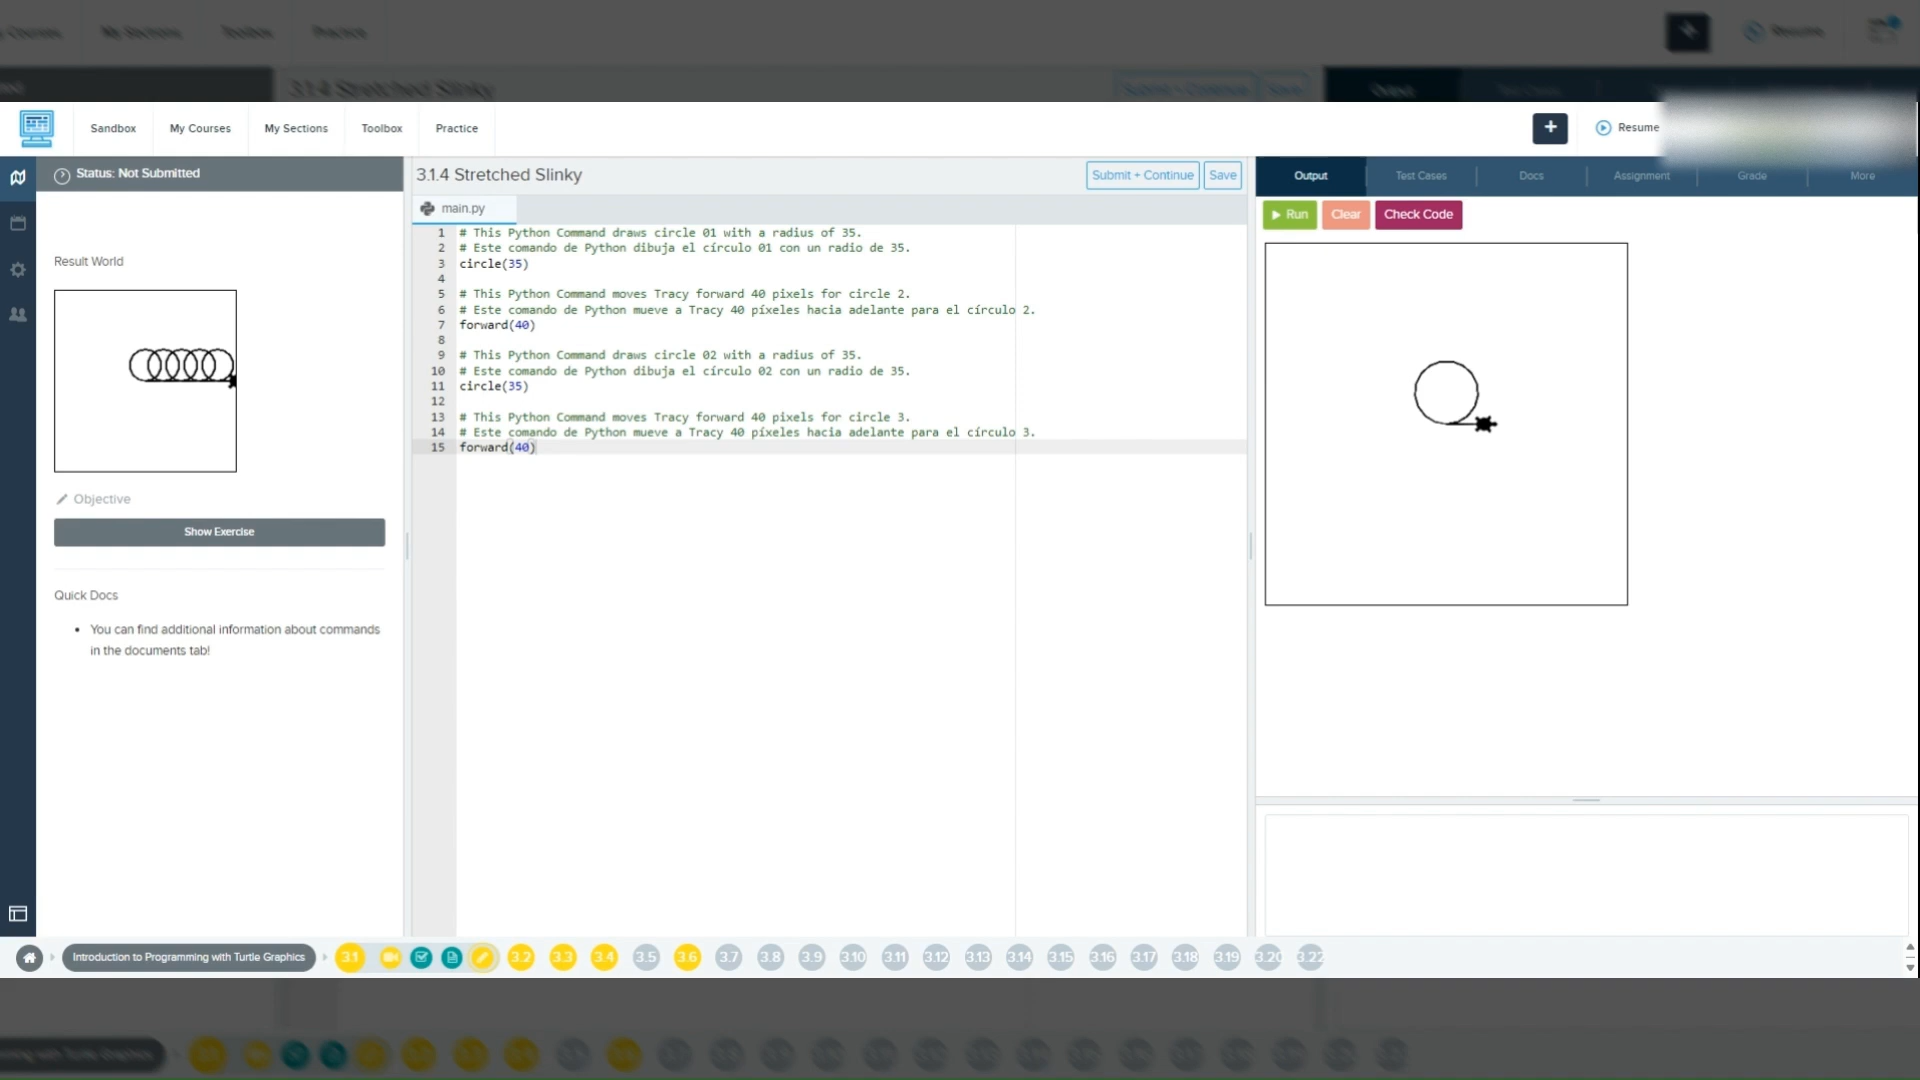 3.1.4 Stretched Slinky
Sandbox
My Courses
My Sections
Toolbox
Practice
+
Resume
Status: Not Submitted
3.1.4 Stretched Slinky
Submit + Continue
Save
Output
Test Cases
Docs
Assignment
Grade
More
main.py
Run
Clear
Check Code
Result World
1 # This Python Command draws circle 01 with a radius of 35.
2 # Este comando de Python dibuja el círculo 01 con un radio de 35.
3 circle(35)
4
5 # This Python Command moves Tracy forward 40 pixels for circle 2.
6 # Este comando de Python mueve a Tracy 40 píxeles hacia adelante para el círculo 2.
7 forward(40)
8
9 # This Python Command draws circle 02 with a radius of 35.
10 # Este comando de Python dibuja el círculo 02 con un radio de 35.
11 circle(35)
12
13 # This Python Command moves Tracy forward 40 pixels for circle 3.
14 # Este comando de Python mueve a Tracy 40 píxeles hacia adelante para el círculo 3.
15 forward(40)
Objective
Show Exercise
Quick Docs
• You can find additional information about commands
in the documents tab!
Introduction to Programming with Turtle Graphics
3.1
3.2
3.3
3.4
3.5
3.6
3.7
3.8
3.9
3.10
3.11
3.12
3.13
3.14
3.15
3.16
3.17
3.18
3.19
3.20
3.22